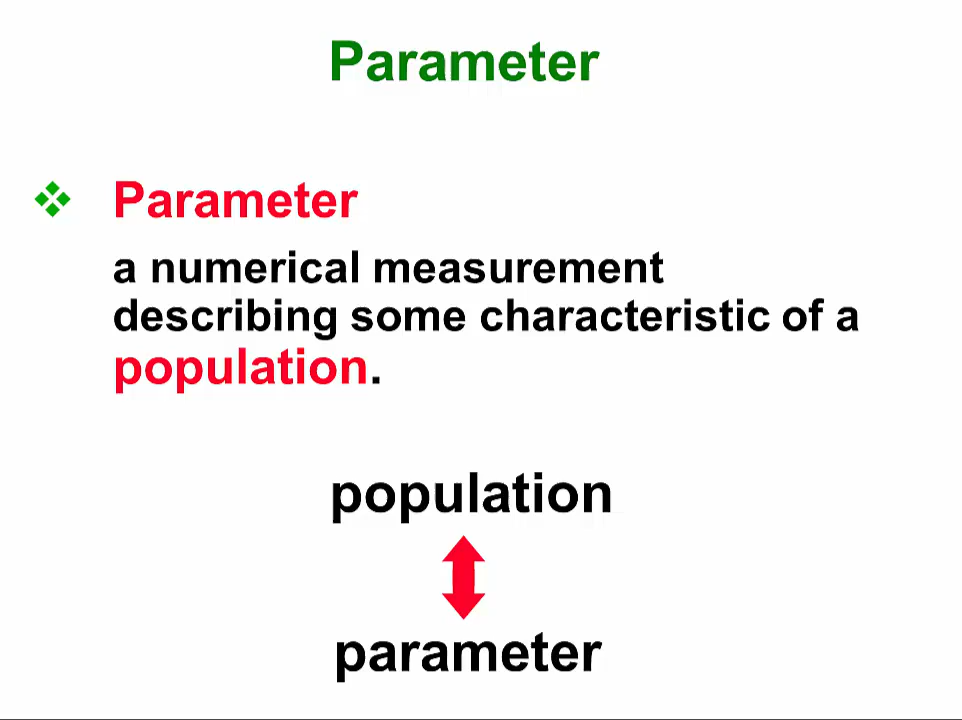 Parameter
Parameter
a numerical measurement
describing some characteristic of a
population.
population
parameter